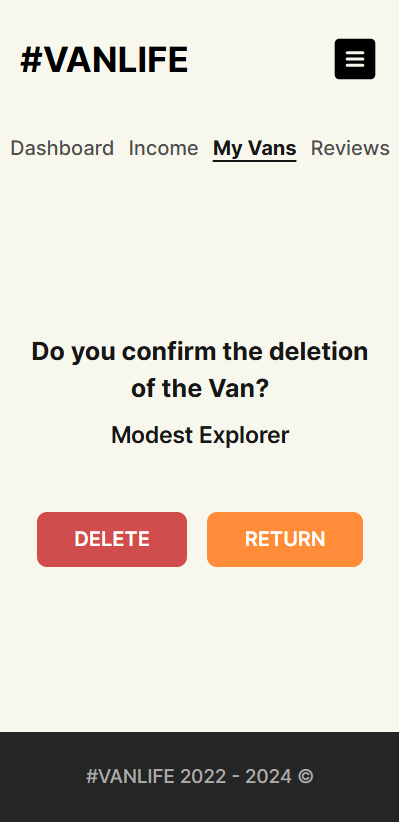 #VANLIFE
Dashboard Income My Vans Reviews
Do you confirm the deletion
of the Van?
Modest Explorer
DELETE RETURN
#VANLIFE 2022 - 2024 ©